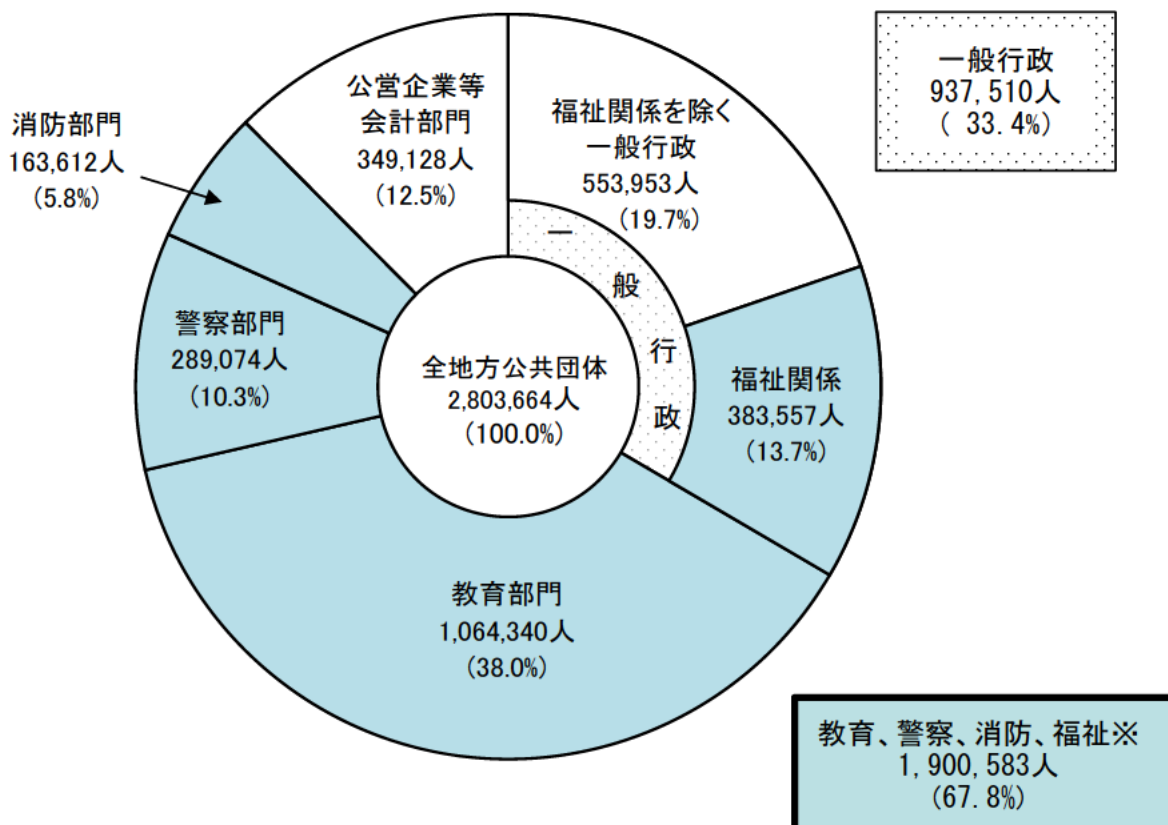 一般行政
937,510人
( 33.4%)
公営企業等
会計部門
349,128人
(12.5%)
福祉関係を除く
一般行政
553,953人
(19.7%)
消防部門
163,612人
(5.8%)
一
般
行
政
警察部門
289,074人
(10.3%)
全地方公共団体
2,803,664人
(100.0%)
福祉関係
383,557人
(13.7%)
教育部門
1,064,340人
(38.0%)
教育、警察、消防、福祉※
1,900,583人
(67.8%)